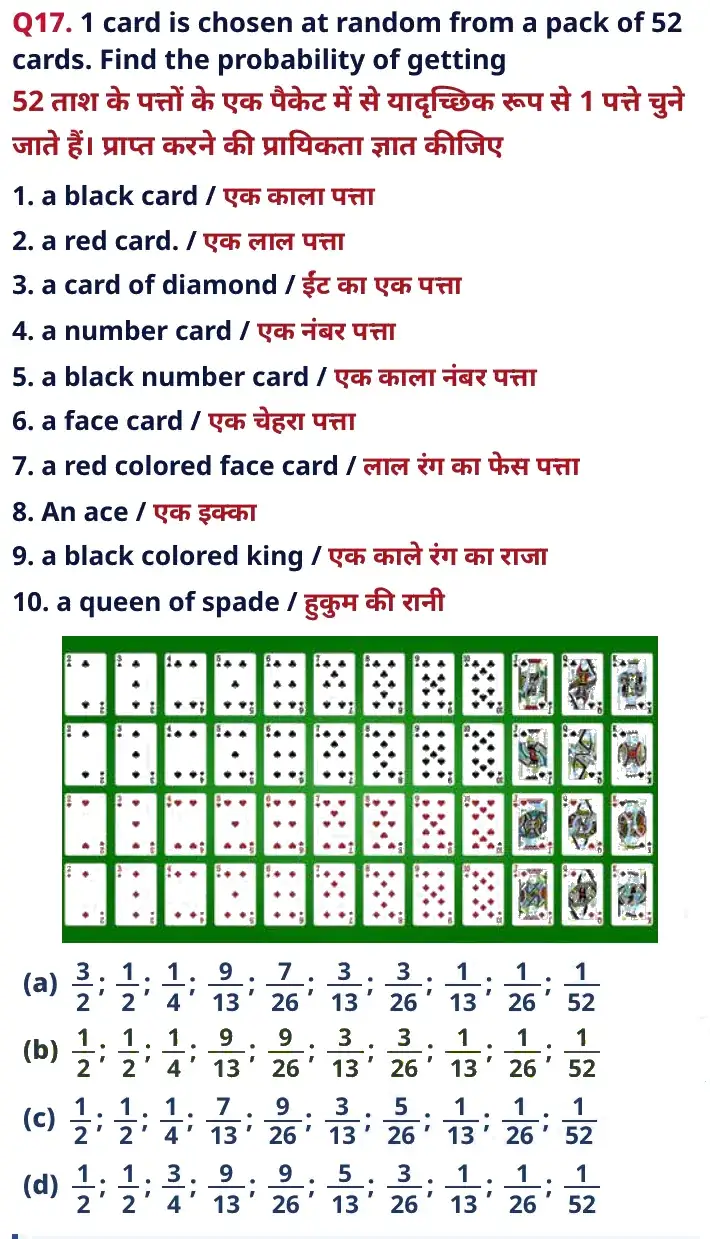 Q17. 1 card is chosen at random from a pack of 52
cards. Find the probability of getting
52 ताश के पत्तों के एक पैकेट में से यादृच्छिक रूप से 1 पत्ते चुने
जाते हैं। प्राप्त करने की प्रायिकता ज्ञात कीजिए
1. a black card / एक काला पत्ता
2. a red card. / एक लाल पत्ता
3. a card of diamond / ईंट का एक पत्ता
4. a number card / एक नंबर पत्ता
5. a black number card / एक काला नंबर पत्ता
6. a face card / एक चेहरा पत्ता
7. a red colored face card / लाल रंग का फेस पत्ता
8. An ace / एक इक्का
9. a black colored king / एक काले रंग का राजा
10. a queen of spade / हुकुम की रानी
(a) 3/2; 1/2; 1/4; 9/13; 7/26; 3/13; 3/26; 1/13; 1/26; 1/52
(b) 1/2; 1/2; 1/4; 9/13; 9/26; 3/13; 3/26; 1/13; 1/26; 1/52
(c) 1/2; 1/2; 1/4; 7/13; 9/26; 3/13; 5/26; 1/13; 1/26; 1/52
(d) 1/2; 1/2; 3/4; 9/13; 9/26; 5/13; 3/26; 1/13; 1/26; 1/52